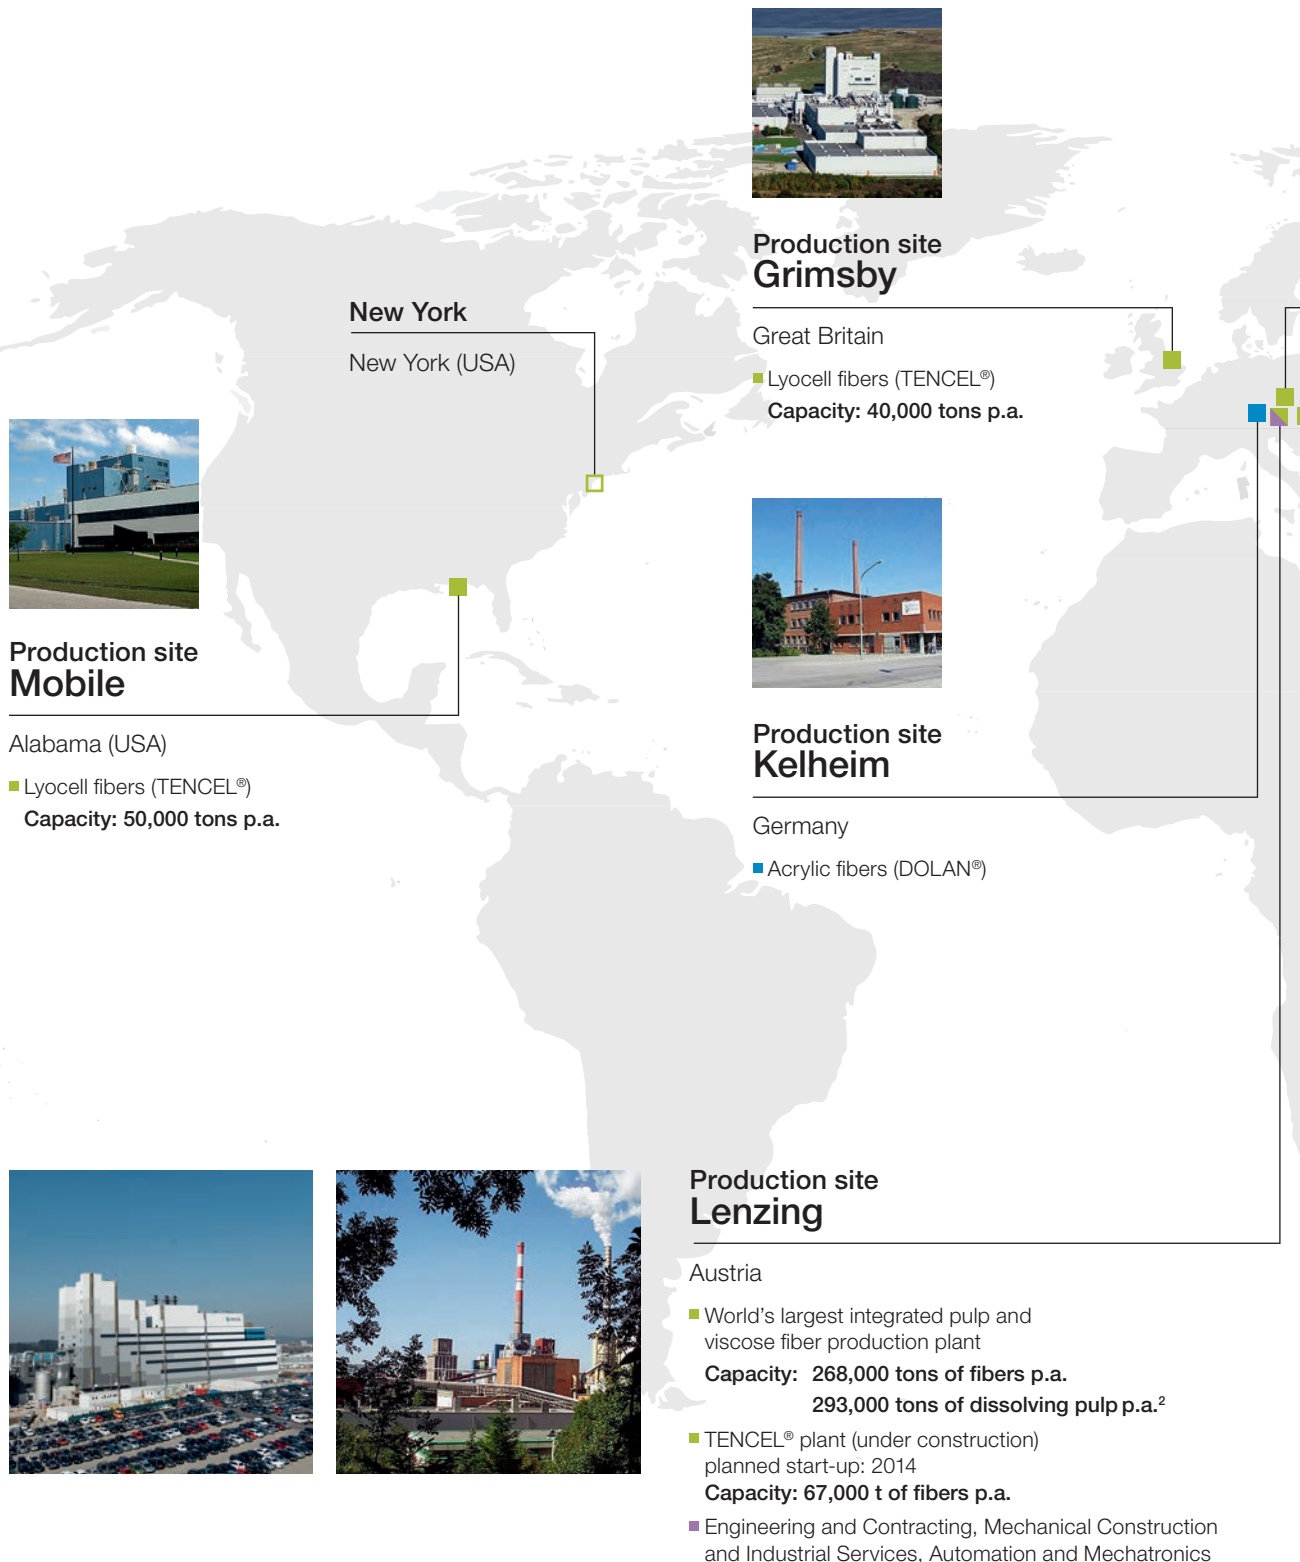 Production site
Grimsby
Great Britain
Lyocell fibers (TENCEL®)
Capacity: 40,000 tons p.a.
New York
New York (USA)
Production site
Mobile
Alabama (USA)
Lyocell fibers (TENCEL®)
Capacity: 50,000 tons p.a.
Production site
Kelheim
Germany
Acrylic fibers (DOLAN®)
Production site
Lenzing
Austria
World’s largest integrated pulp and
viscose fiber production plant
Capacity: 268,000 tons of fibers p.a.
293,000 tons of dissolving pulp p.a.²
TENCEL® plant (under construction)
planned start-up: 2014
Capacity: 67,000 t of fibers p.a.
Engineering and Contracting, Mechanical Construction
and Industrial Services, Automation and Mechatronics